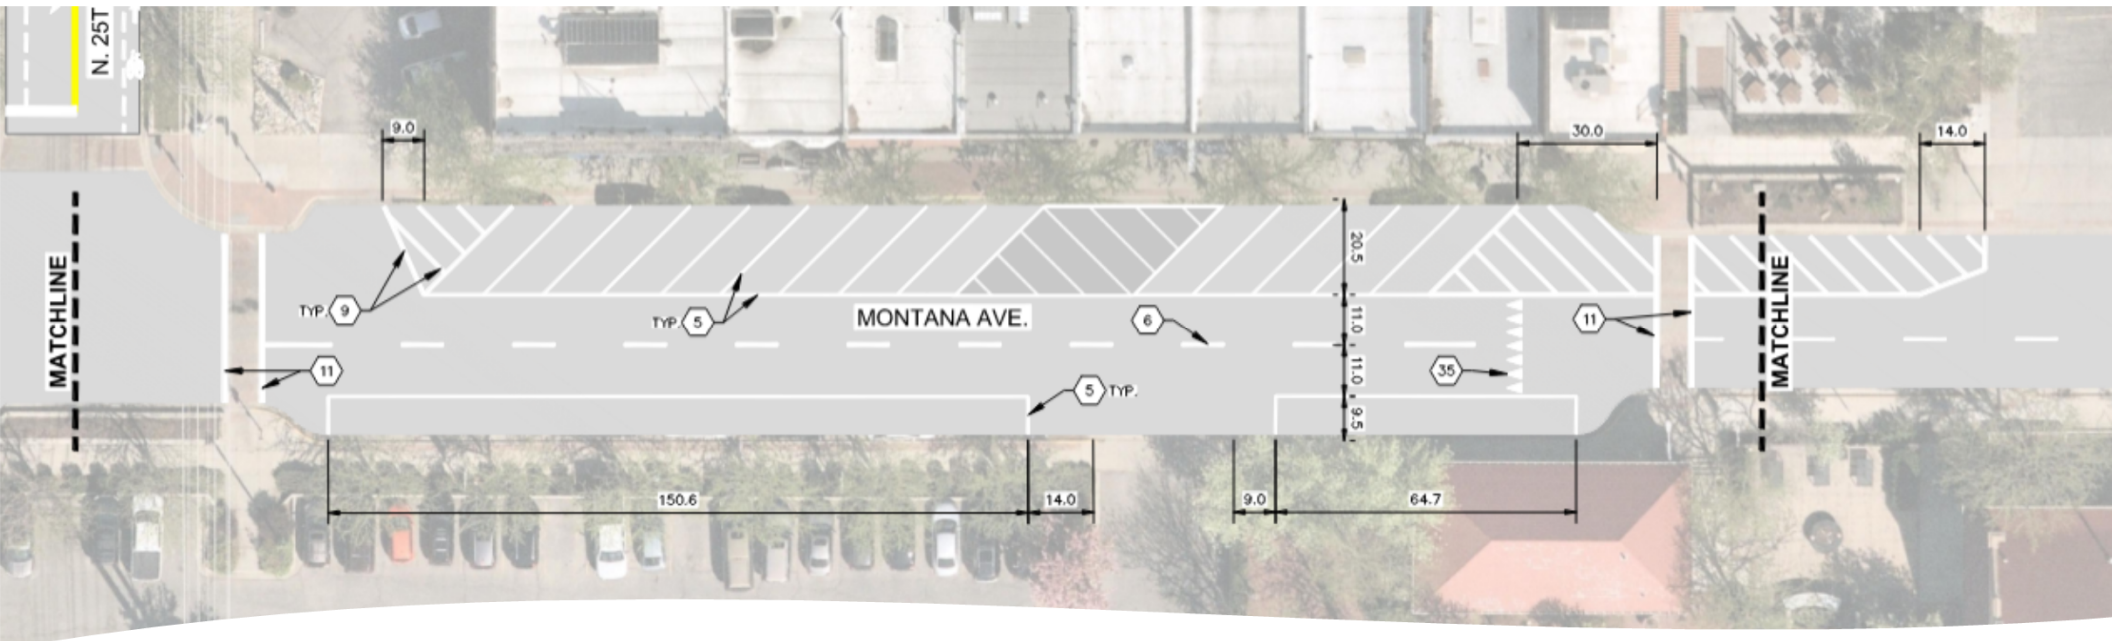 N. 25T
9.0
30.0
14.0
20.5
MATCHLINE
TYP. 9
TYP. 5
MONTANA AVE.
6
11.0
11
MATCHLINE
11
11.0
35
5 TYP.
9.5
150.6
14.0
9.0
64.7